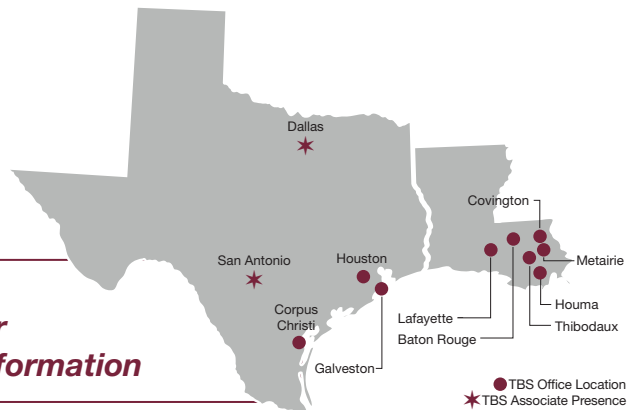 Dallas
Covington
San Antonio
Houston
Metairie
Corpus
Christi
Houma
Lafayette
Thibodaux
Baton Rouge
Galveston
formation
TBS Office Location
TBS Associate Presence